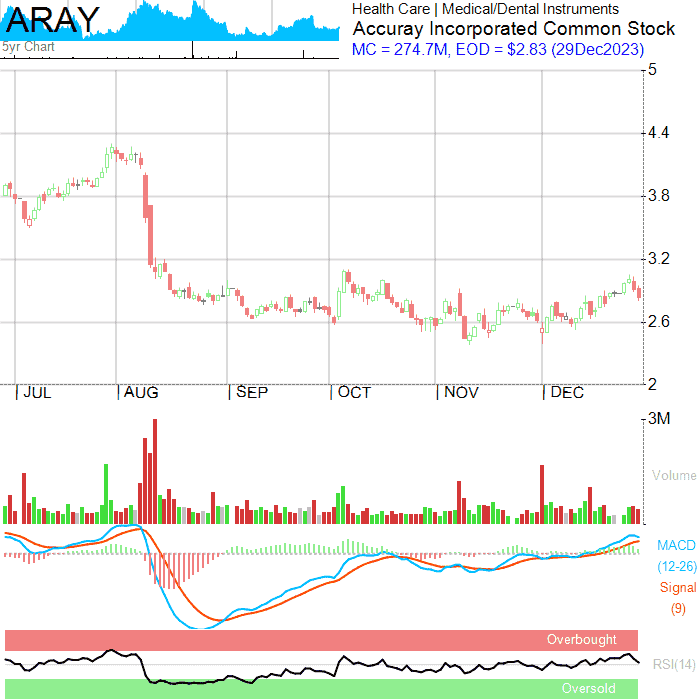 ARAY
5yr Chart
Health Care | Medical/Dental Instruments
Accuray Incorporated Common Stock
MC = 274.7M, EOD = $2.83 (29Dec2023)
5
4.4
3.8
3.2
2.6
2
JUL AUG SEP OCT NOV DEC
3M
Volume
MACD
(12-26)
Signal
(9)
Overbought
RSI(14)
Oversold